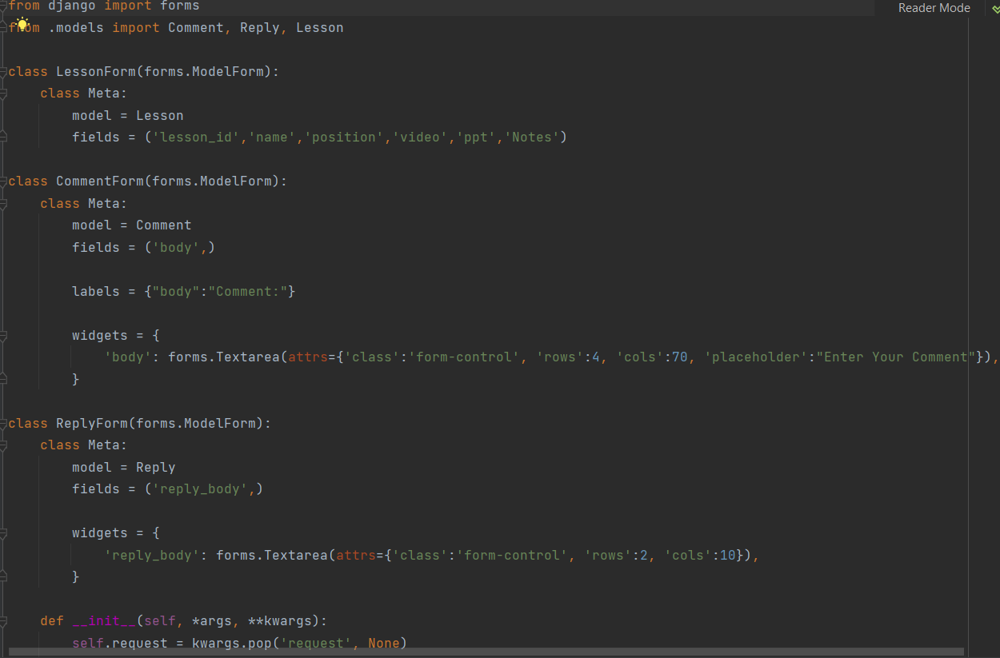 from django import forms
Reader Mode
from .models import Comment, Reply, Lesson
class LessonForm(forms.ModelForm):
    class Meta:
        model = Lesson
        fields = ('lesson_id','name','position','video','ppt','Notes')
class CommentForm(forms.ModelForm):
    class Meta:
        model = Comment
        fields = ('body',)
        labels = {"body":"Comment:"}
        widgets = {
            'body': forms.Textarea(attrs={'class':'form-control', 'rows':4, 'cols':70, 'placeholder':"Enter Your Comment"}),
        }
class ReplyForm(forms.ModelForm):
    class Meta:
        model = Reply
        fields = ('reply_body',)
        widgets = {
            'reply_body': forms.Textarea(attrs={'class':'form-control', 'rows':2, 'cols':10}),
        }
    def __init__(self, *args, **kwargs):
        self.request = kwargs.pop('request', None)